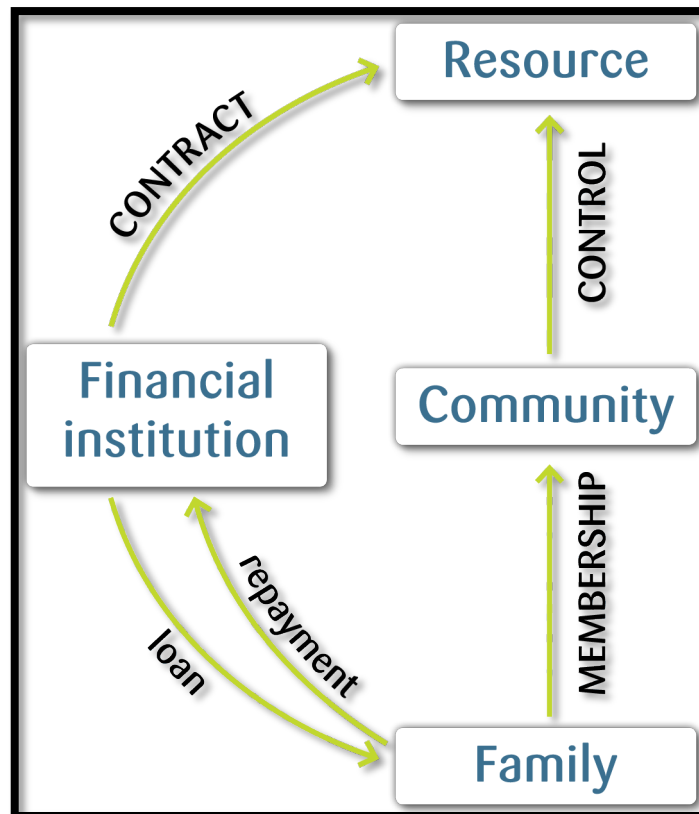 Resource
CONTRACT
CONTROL
Financial
institution
Community
MEMBERSHIP
repayment
loan
Family